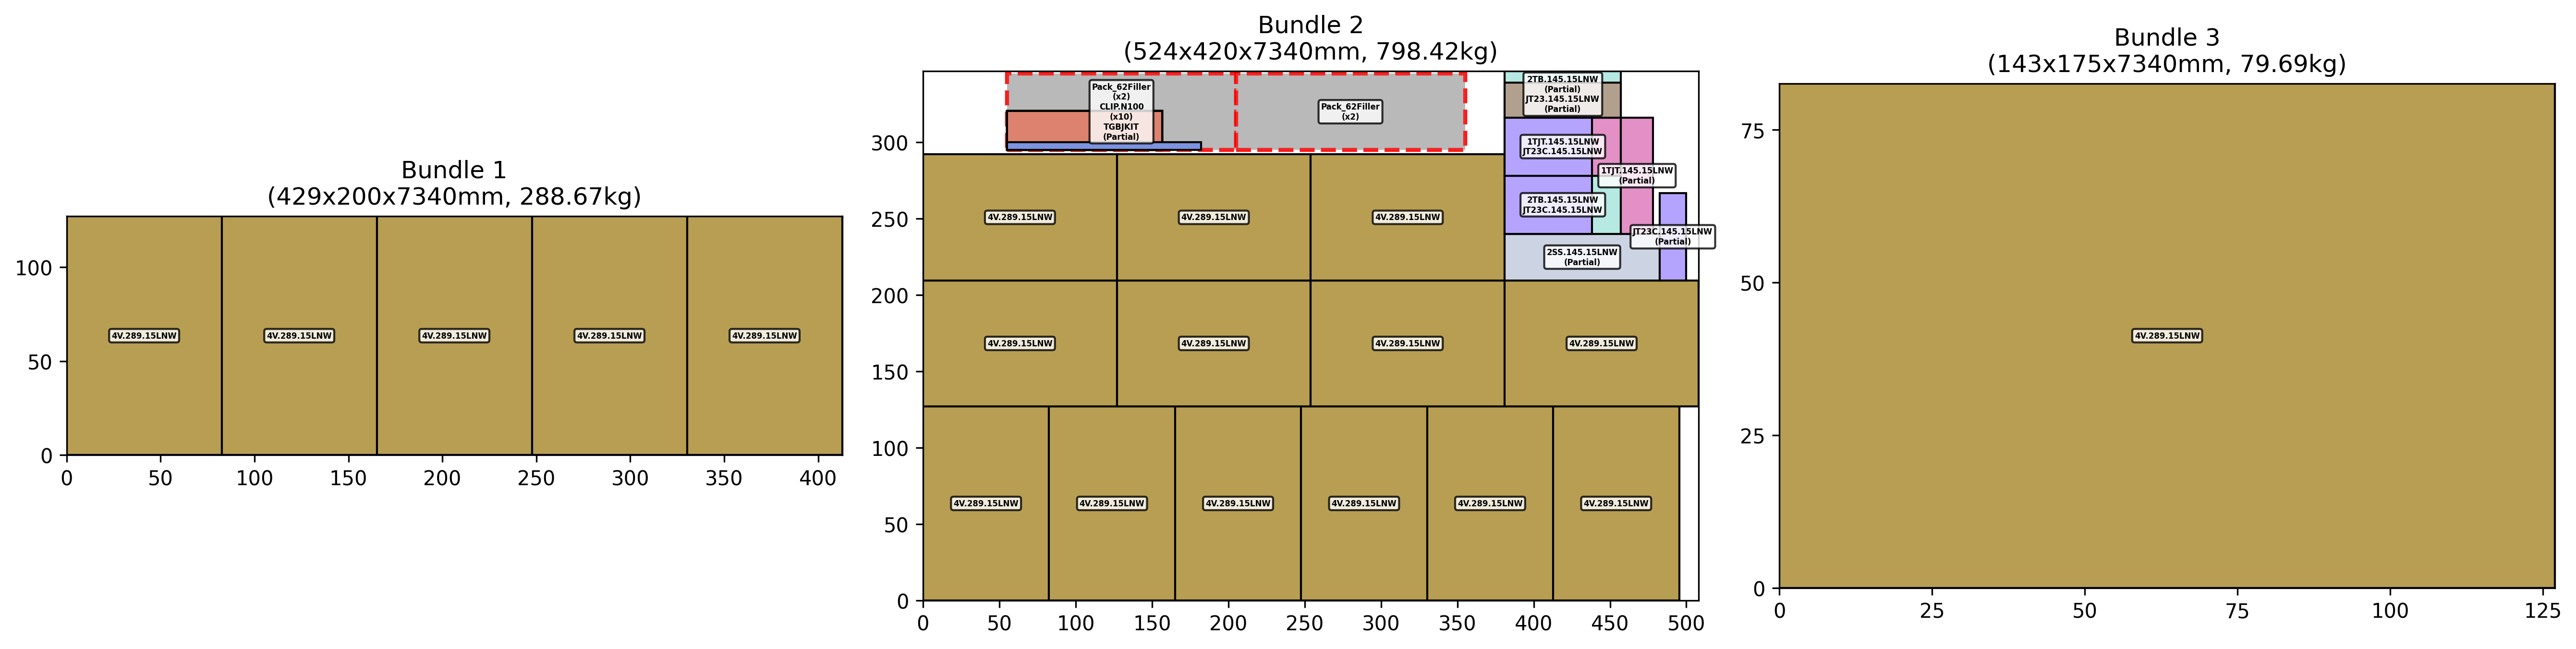 Bundle 1
(429x200x7340mm, 288.67kg)
100
50
0
4V.289.15LNW
4V.289.15LNW
4V.289.15LNW
4V.289.15LNW
4V.289.15LNW
0 50 100 150 200 250 300 350 400
Bundle 2
(524x420x7340mm, 798.42kg)
Pack_62Filler
(x2)
CLIP.N100
(x10)
TGBJKIT
(Partial)
Pack_62Filler
(x2)
2TB.145.15LNW
(Partial)
JT23.145.15LNW
(Partial)
1TJT.145.15LNW
JT23C.145.15LNW
1TJT.145.15LNW
(Partial)
2TB.145.15LNW
JT23C.145.15LNW
JT23C.145.15LNW
(Partial)
2SS.145.15LNW
(Partial)
300
250
200
150
100
50
0
4V.289.15LNW
4V.289.15LNW
4V.289.15LNW
4V.289.15LNW
4V.289.15LNW
4V.289.15LNW
4V.289.15LNW
4V.289.15LNW
4V.289.15LNW
4V.289.15LNW
4V.289.15LNW
4V.289.15LNW
4V.289.15LNW
0 50 100 150 200 250 300 350 400 450 500
Bundle 3
(143x175x7340mm, 79.69kg)
75
50
25
0
4V.289.15LNW
0 25 50 75 100 125